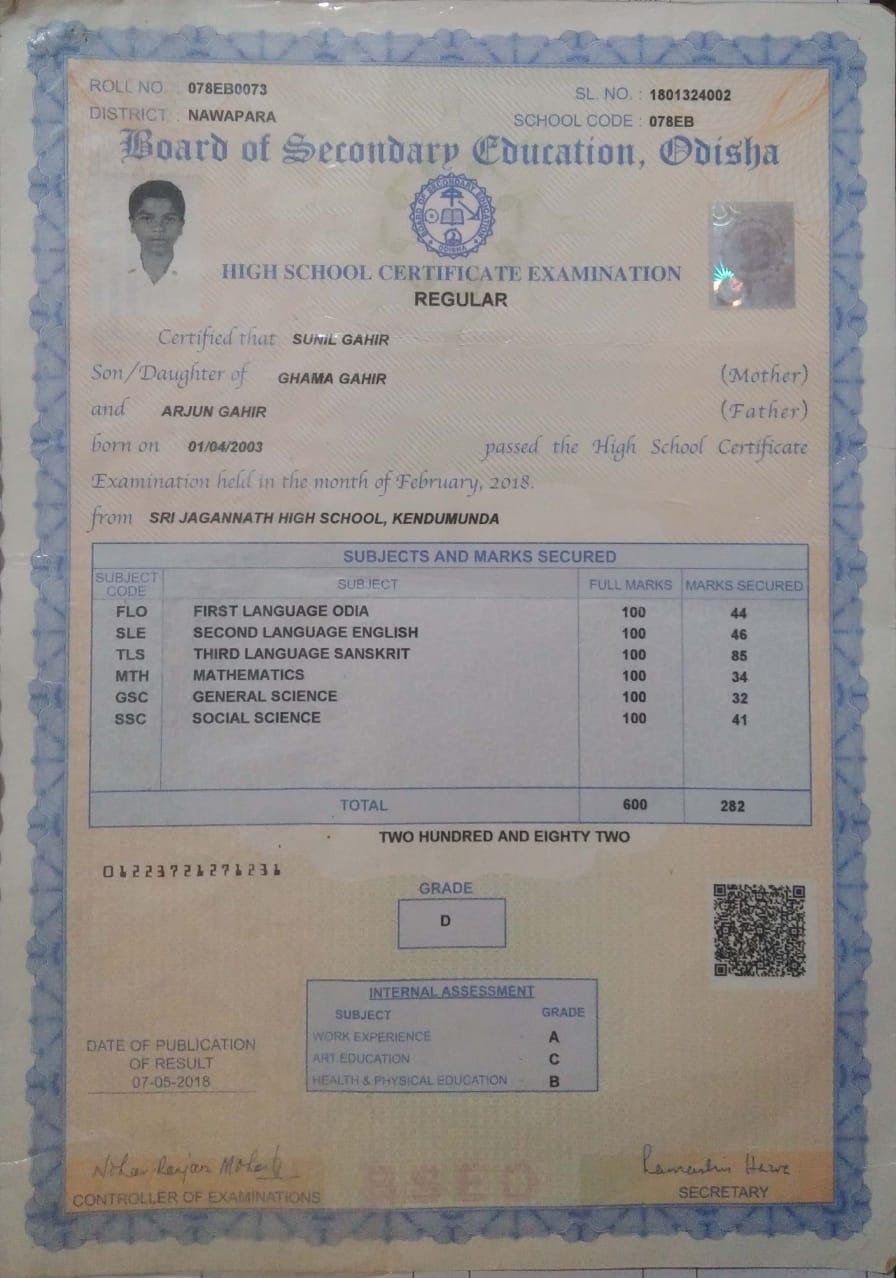 ROLL NO. : 078EB0073
SL. NO. : 1801324002
DISTRICT : NAWAPARA
SCHOOL CODE : 078EB
Board of Secondary Education, Odisha
BOARD OF SECONDARY EDUCATION
ODISHA
HIGH SCHOOL CERTIFICATE EXAMINATION
REGULAR
Certified that SUNIL GAHIR
Son/Daughter of GHAMA GAHIR (Mother)
and ARJUN GAHIR (Father)
born on 01/04/2003 passed the High School Certificate
Examination held in the month of February, 2018.
from SRI JAGANNATH HIGH SCHOOL, KENDUMUNDA
SUBJECTS AND MARKS SECURED
SUBJECT CODE SUBJECT FULL MARKS MARKS SECURED
FLO FIRST LANGUAGE ODIA 100 44
SLE SECOND LANGUAGE ENGLISH 100 46
TLS THIRD LANGUAGE SANSKRIT 100 85
MTH MATHEMATICS 100 34
GSC GENERAL SCIENCE 100 32
SSC SOCIAL SCIENCE 100 41
TOTAL 600 282
TWO HUNDRED AND EIGHTY TWO
01223721271231
GRADE
D
INTERNAL ASSESSMENT
SUBJECT GRADE
WORK EXPERIENCE - A
ART EDUCATION - C
HEALTH & PHYSICAL EDUCATION - B
DATE OF PUBLICATION
OF RESULT
07-05-2018
BSED
CONTROLLER OF EXAMINATIONS
SECRETARY